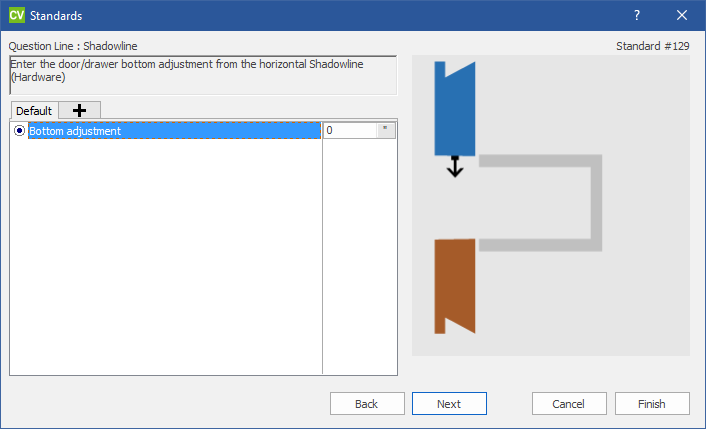 CV Standards ?
Question Line : Shadowline Standard #129
Enter the door/drawer bottom adjustment from the horizontal Shadowline
(Hardware)
Default
Bottom adjustment 0 "
Back Next Cancel Finish